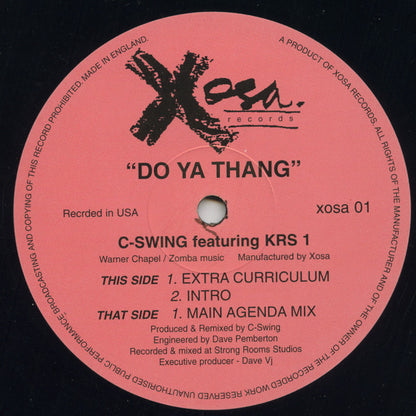 Xosa.
records
"DO YA THANG"
Recrded in USA
xosa 01
C-SWING featuring KRS 1
Warner Chapel / Zomba music Manufactured by Xosa
THIS SIDE 1. EXTRA CURRICULUM
2. INTRO
THAT SIDE 1. MAIN AGENDA MIX
Produced & Remixed by C-Swing
Engineered by Dave Pemberton
Recorded & mixed at Strong Rooms Studios
Executive producer - Dave Vj
A PRODUCT OF XOSA RECORDS. ALL RIGHTS OF THE MANUFACTURER AND OF THE OWNER OF THE RECORDED WORK RESERVED UNAUTHORISED PUBLIC PERFORMANCE, BROADCASTING AND COPYING OF THIS RECORD PROHIBITED. MADE IN ENGLAND.